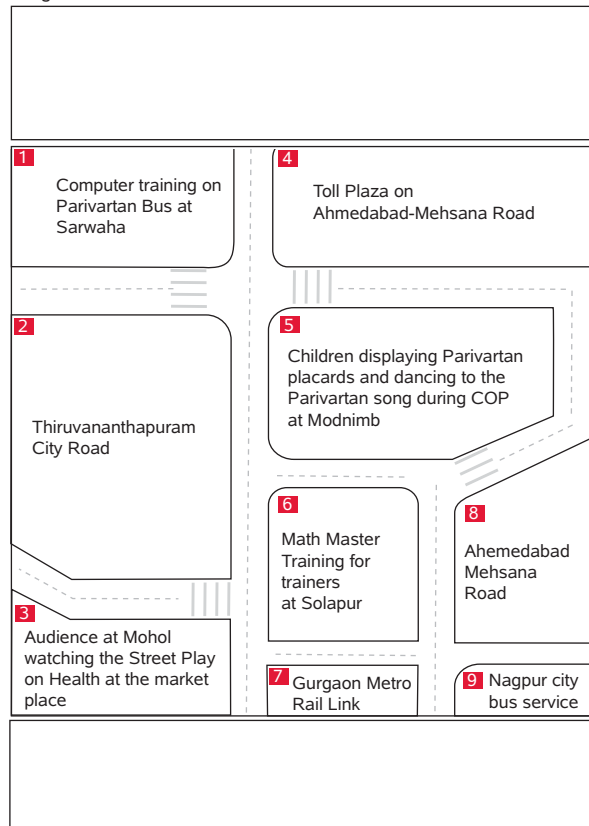 1
Computer training on
Parivartan Bus at
Sarwaha
4
Toll Plaza on
Ahmedabad-Mehsana Road
2
Thiruvananthapuram
City Road
5
Children displaying Parivartan
placards and dancing to the
Parivartan song during COP
at Modnimb
6
Math Master
Training for
trainers
at Solapur
8
Ahemedabad
Mehsana
Road
3
Audience at Mohol
watching the Street Play
on Health at the market
place
7
Gurgaon Metro
Rail Link
9
Nagpur city
bus service